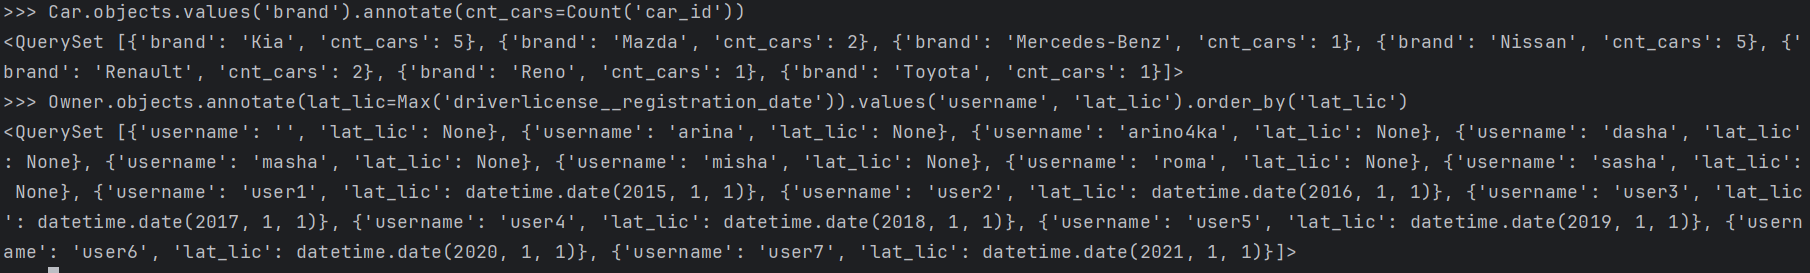 >>> Car.objects.values('brand').annotate(cnt_cars=Count('car_id'))
<QuerySet [{'brand': 'Kia', 'cnt_cars': 5}, {'brand': 'Mazda', 'cnt_cars': 2}, {'brand': 'Mercedes-Benz', 'cnt_cars': 1}, {'brand': 'Nissan', 'cnt_cars': 5}, {'
brand': 'Renault', 'cnt_cars': 2}, {'brand': 'Reno', 'cnt_cars': 1}, {'brand': 'Toyota', 'cnt_cars': 1}]>
>>> Owner.objects.annotate(lat_lic=Max('driverlicense__registration_date')).values('username', 'lat_lic').order_by('lat_lic')
<QuerySet [{'username': '', 'lat_lic': None}, {'username': 'arina', 'lat_lic': None}, {'username': 'arino4ka', 'lat_lic': None}, {'username': 'dasha', 'lat_lic'
: None}, {'username': 'masha', 'lat_lic': None}, {'username': 'misha', 'lat_lic': None}, {'username': 'roma', 'lat_lic': None}, {'username': 'sasha', 'lat_lic':
 None}, {'username': 'user1', 'lat_lic': datetime.date(2015, 1, 1)}, {'username': 'user2', 'lat_lic': datetime.date(2016, 1, 1)}, {'username': 'user3', 'lat_lic
': datetime.date(2017, 1, 1)}, {'username': 'user4', 'lat_lic': datetime.date(2018, 1, 1)}, {'username': 'user5', 'lat_lic': datetime.date(2019, 1, 1)}, {'usern
ame': 'user6', 'lat_lic': datetime.date(2020, 1, 1)}, {'username': 'user7', 'lat_lic': datetime.date(2021, 1, 1)}]>